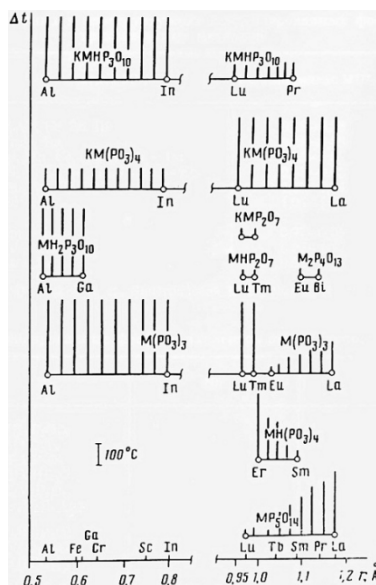 Δt
KMHP₃O₁₀ KMHP₃O₁₀
Al In Lu Pr
KM(PO₃)₄ KM(PO₃)₄
Al In Lu La
KMP₂O₇
MH₂P₃O₁₀ MHP₂O₇ M₂P₄O₁₃
Al Ga Lu Tm Eu Bi
M(PO₃)₃ M(PO₃)₃
Al In Lu Tm Eu La
100°C
MH(PO₃)₄
Er Sm
MP₅O₁₄
Ga
Al Fe Cr Sc In Lu Tb Sm Pr La
0.5 0.6 0.7 0.8 0,95 1.0 1,1 1,2 r,